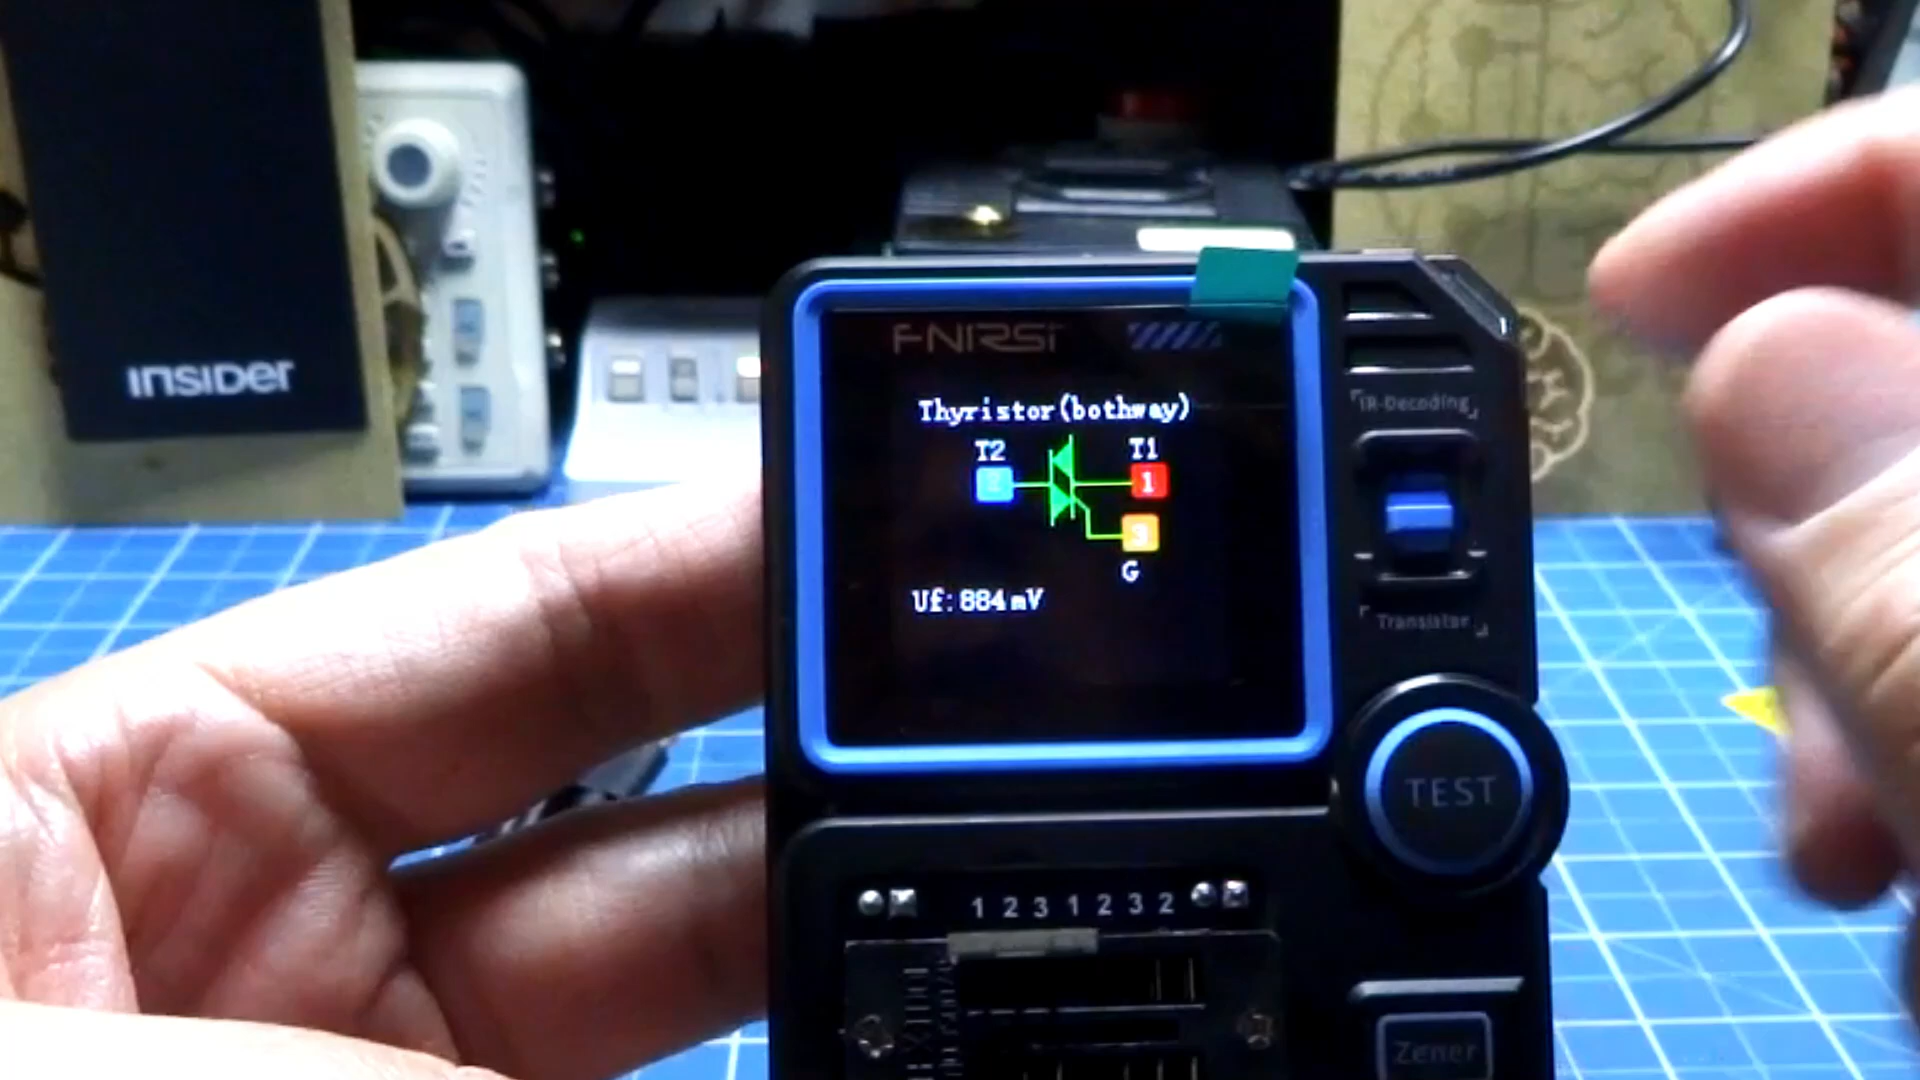 INSIDER
FNIRSI
Thyristor(bothway)
T2 T1
2 1
3
G
Uf:884mV
IR-Decoding
Transistor
TEST
1 2 3 1 2 3 2
Zener